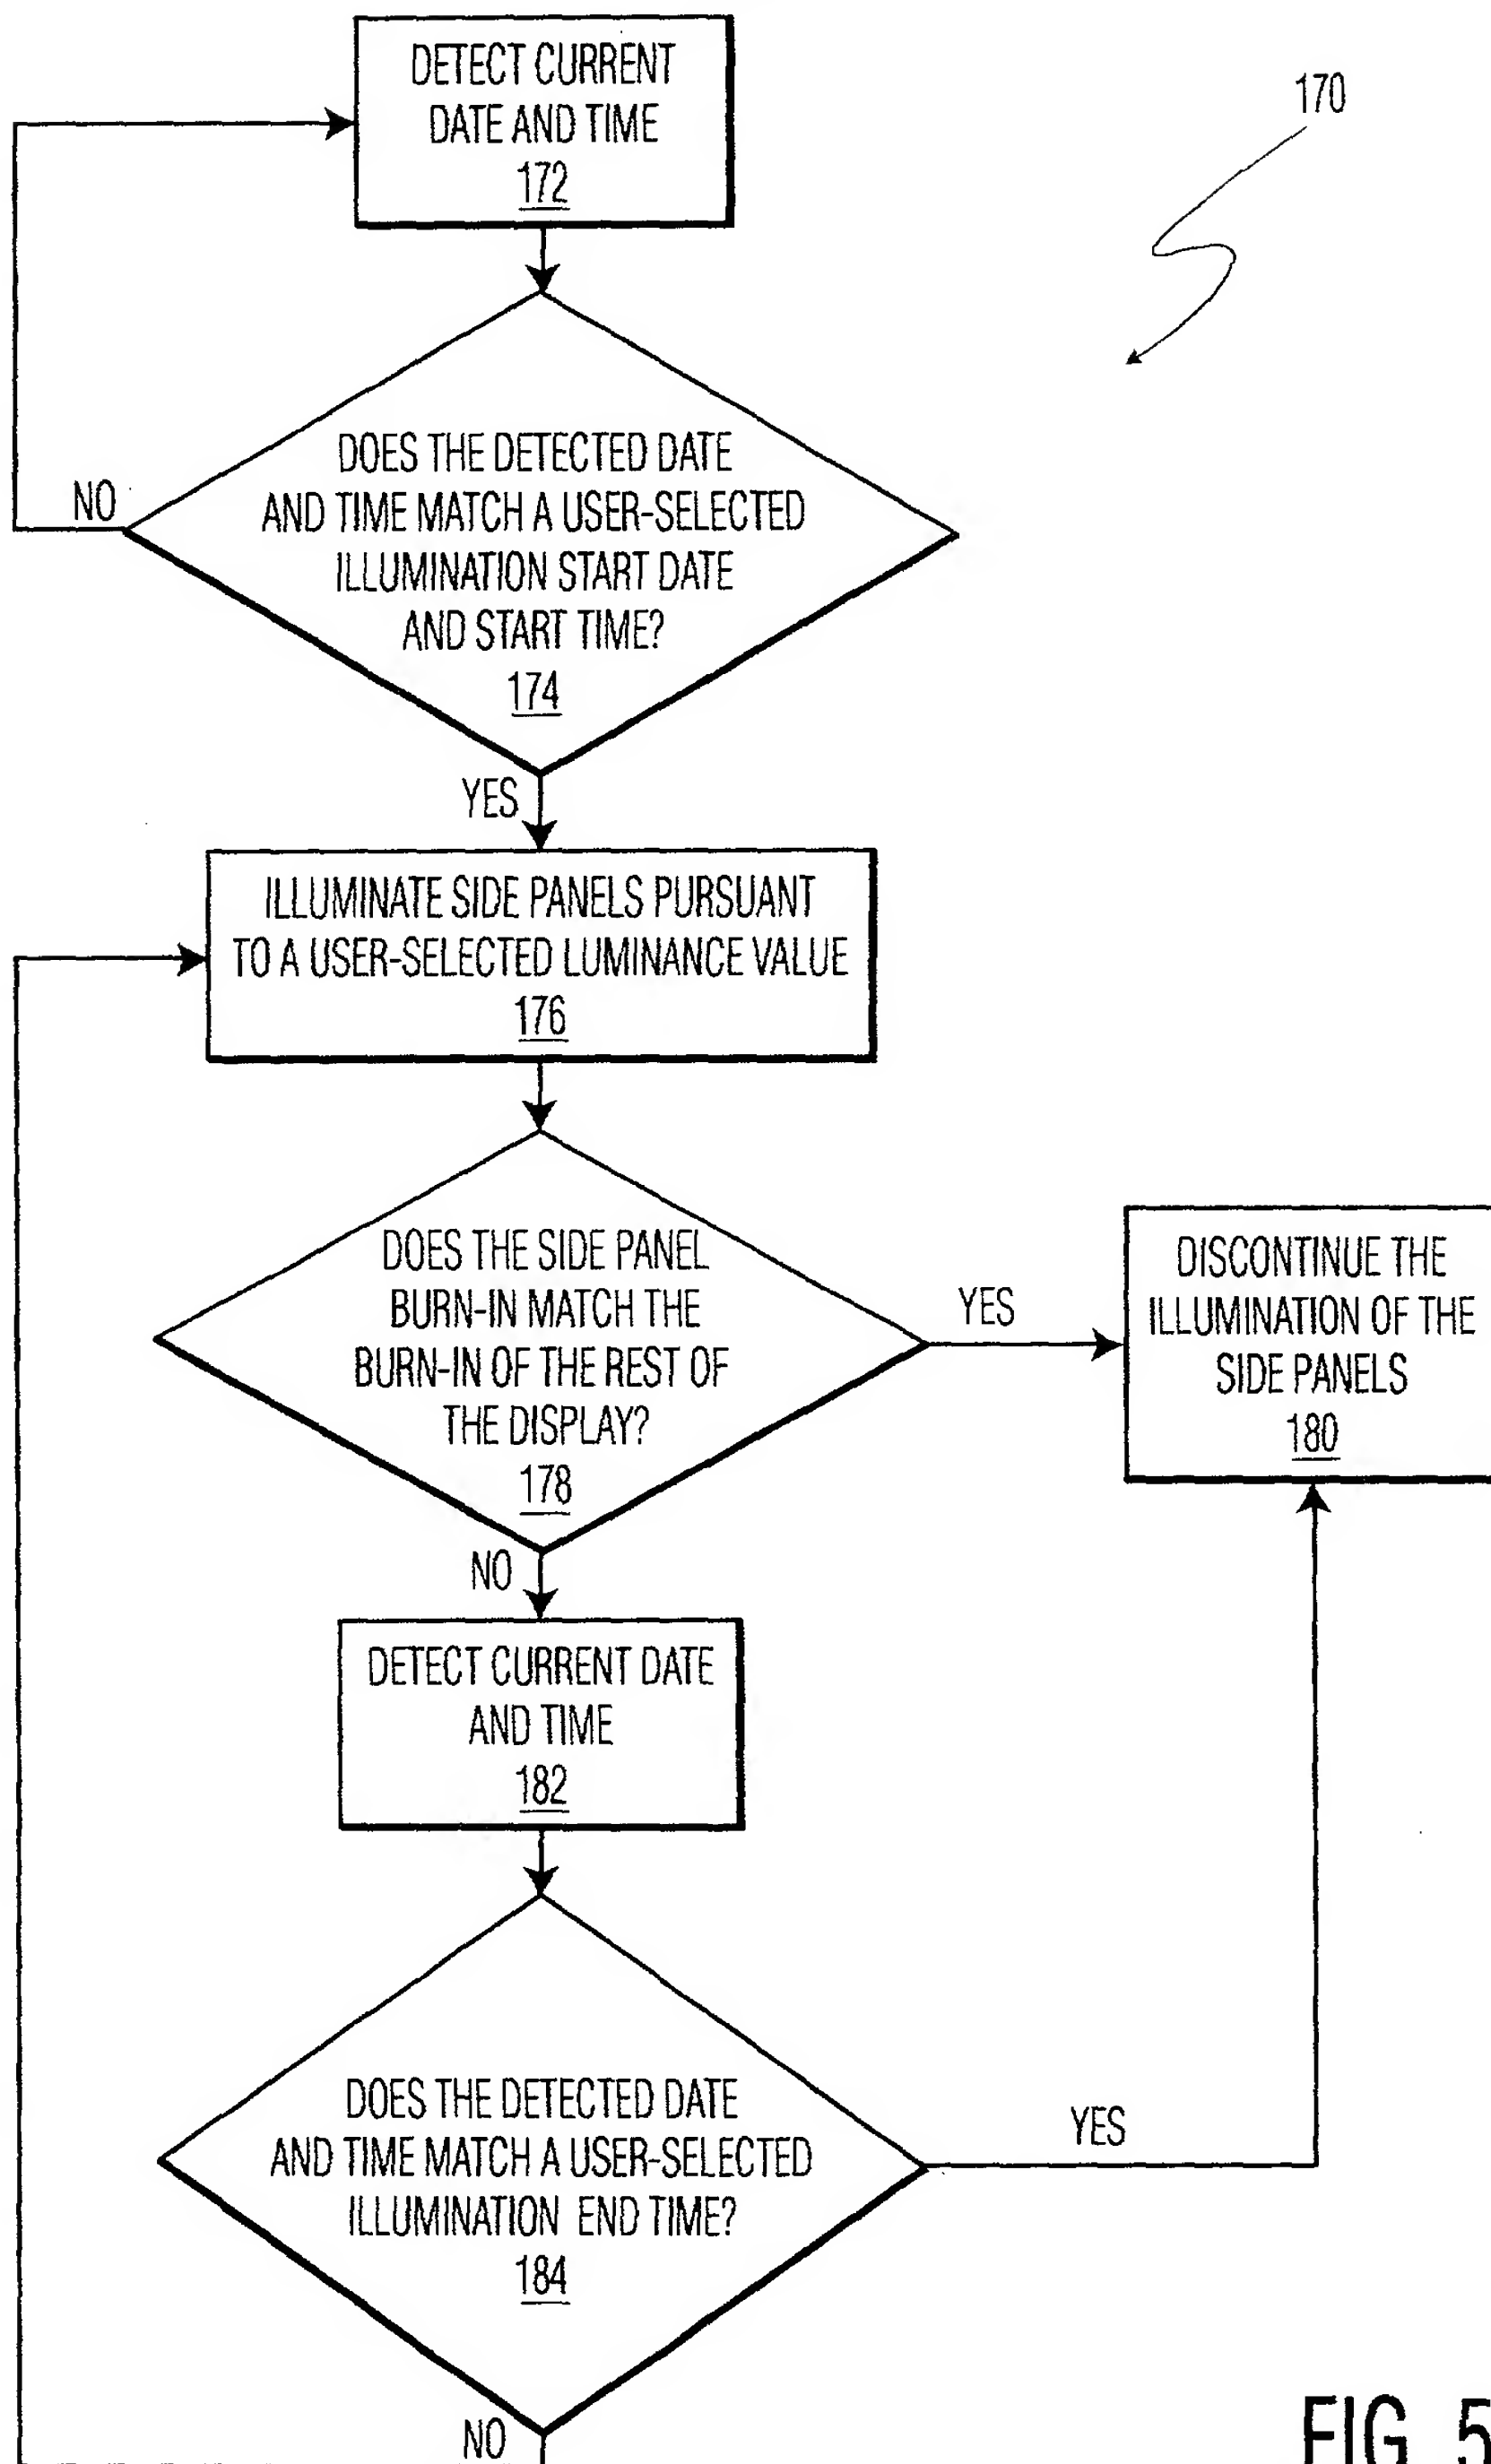 DETECT CURRENT
DATE AND TIME
172
170
DOES THE DETECTED DATE
AND TIME MATCH A USER-SELECTED
ILLUMINATION START DATE
AND START TIME?
174
NO
YES
ILLUMINATE SIDE PANELS PURSUANT
TO A USER-SELECTED LUMINANCE VALUE
176
DOES THE SIDE PANEL
BURN-IN MATCH THE
BURN-IN OF THE REST OF
THE DISPLAY?
178
YES
DISCONTINUE THE
ILLUMINATION OF THE
SIDE PANELS
180
NO
DETECT CURRENT DATE
AND TIME
182
DOES THE DETECTED DATE
AND TIME MATCH A USER-SELECTED
ILLUMINATION END TIME?
184
YES
NO
FIG. 5